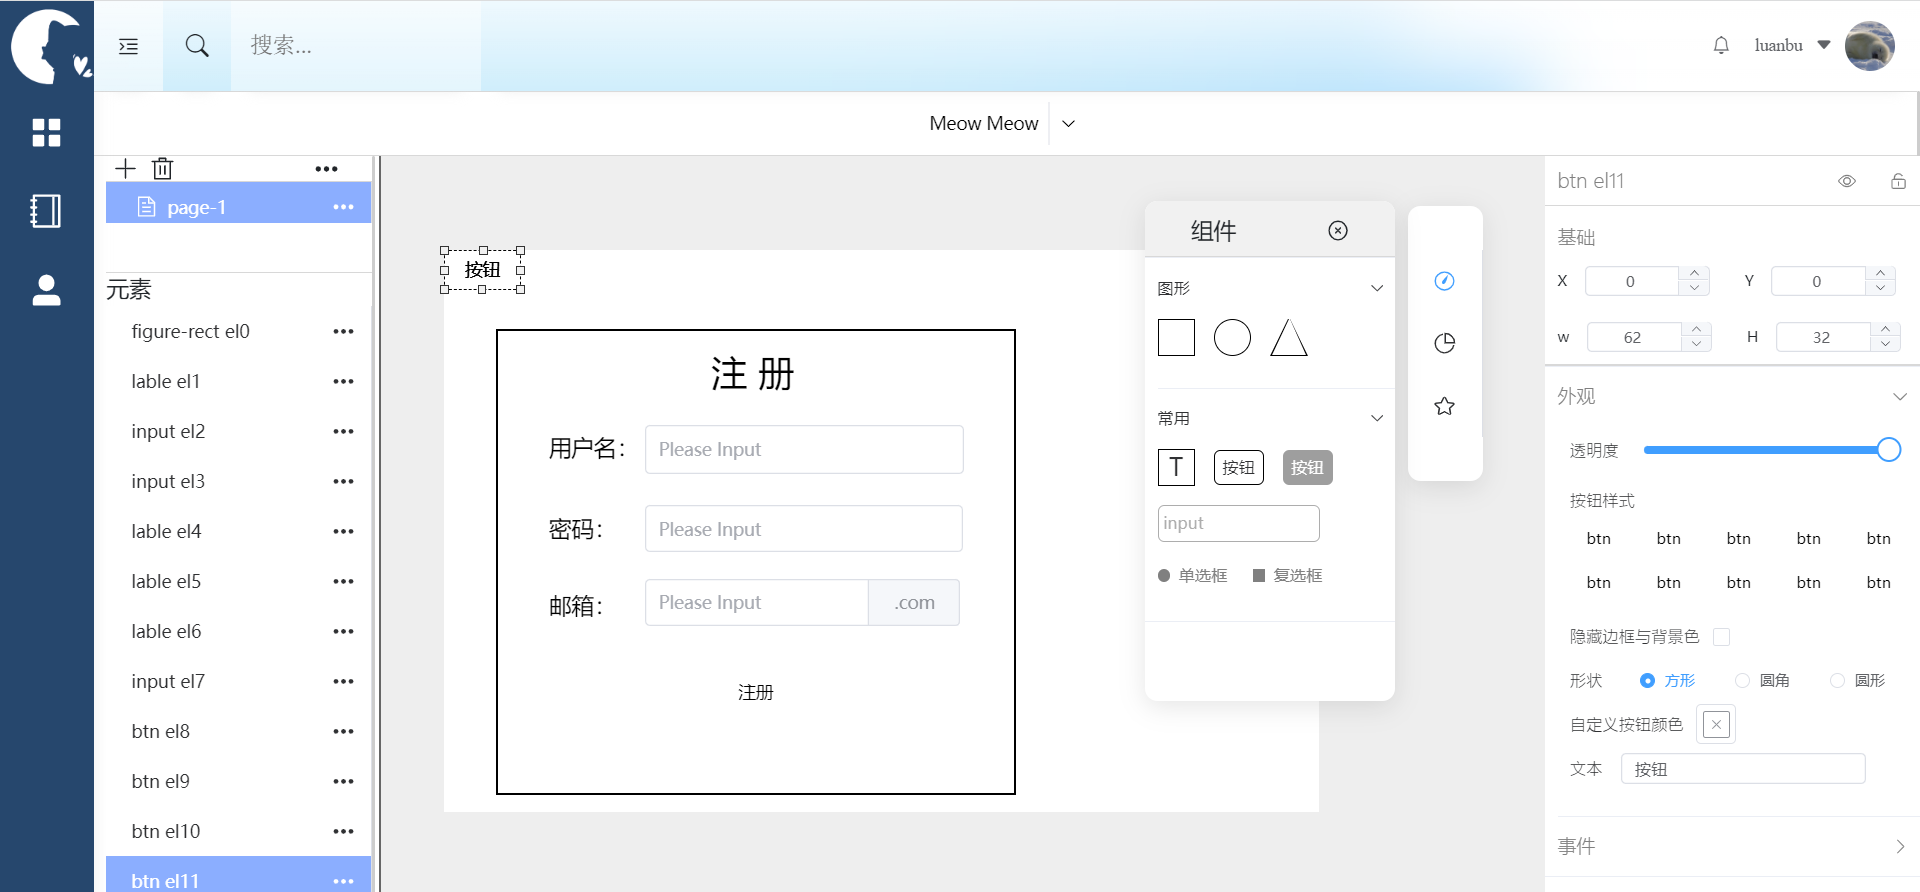 搜索...
luanbu
Meow Meow
page-1
元素
figure-rect el0
lable el1
input el2
input el3
lable el4
lable el5
lable el6
input el7
btn el8
btn el9
btn el10
btn el11
按钮
注 册
用户名：
Please Input
密码：
Please Input
邮箱：
Please Input
.com
注册
组件
图形
常用
T
按钮
按钮
input
单选框
复选框
btn el11
基础
X 0 Y 0
w 62 H 32
外观
透明度
按钮样式
btn btn btn btn btn
btn btn btn btn btn
隐藏边框与背景色
形状 方形 圆角 圆形
自定义按钮颜色
文本 按钮
事件